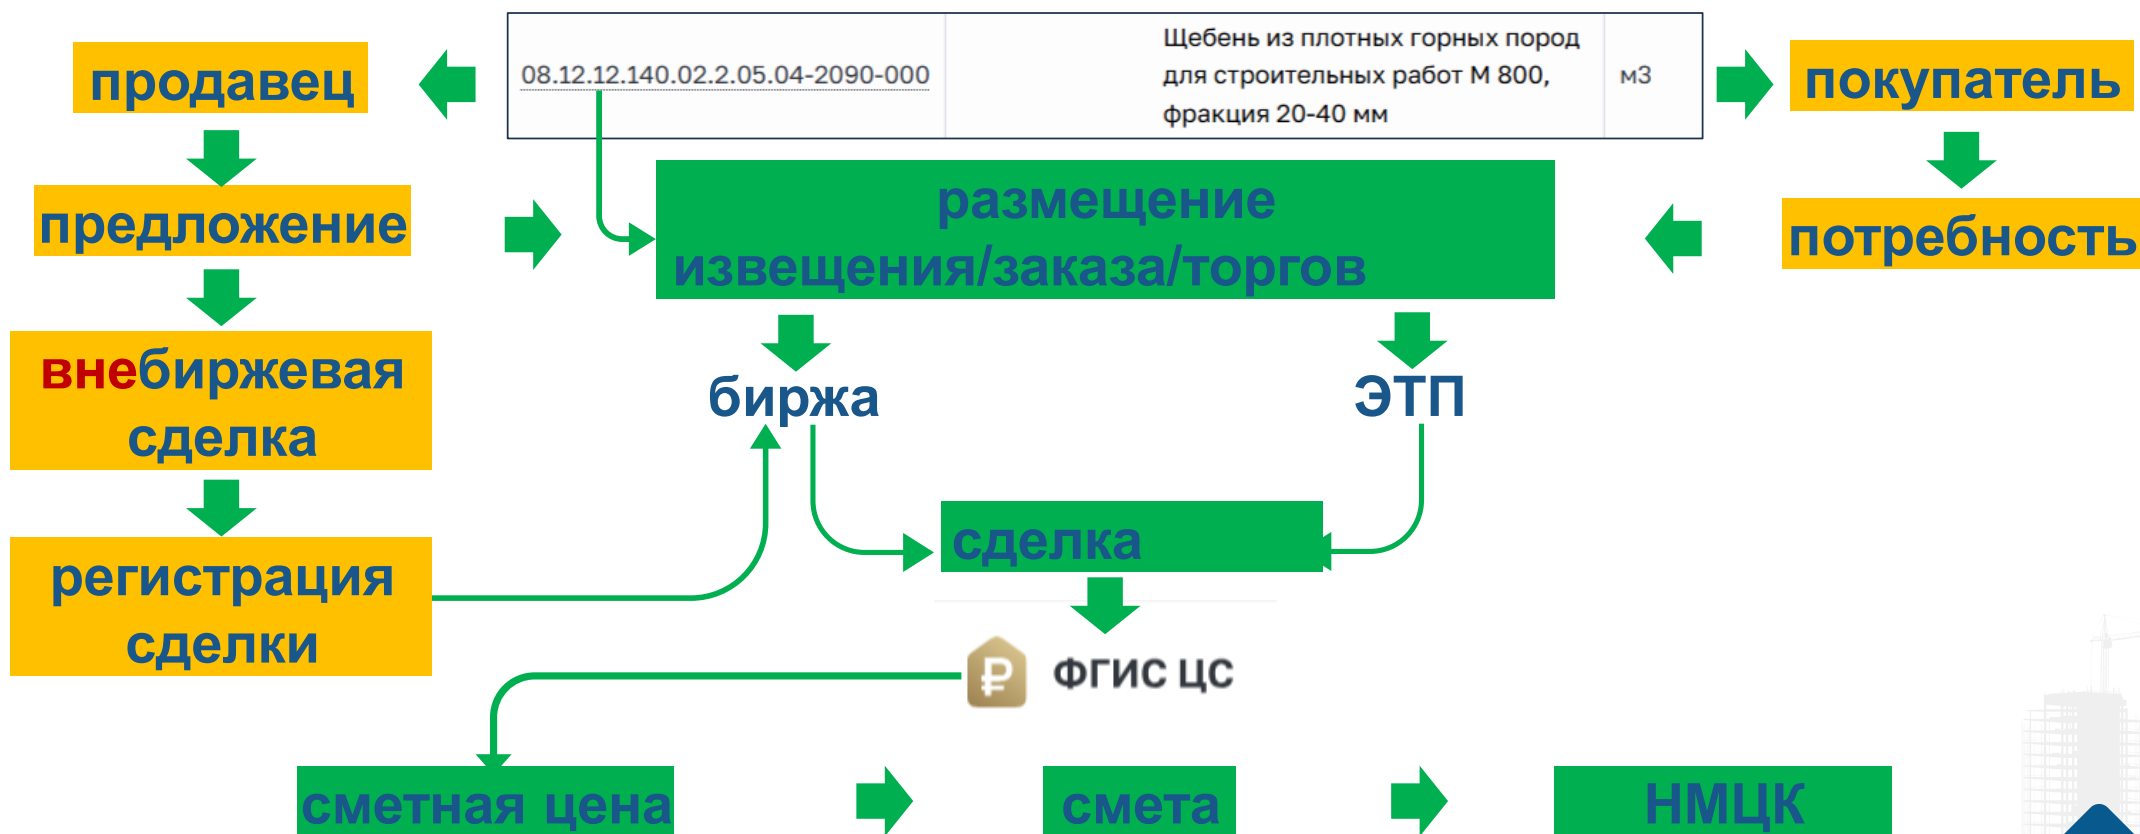 продавец
08.12.12.140.02.2.05.04-2090-000
Щебень из плотных горных пород
для строительных работ М 800,
фракция 20-40 мм
м3
покупатель
предложение
размещение
извещения/заказа/торгов
потребность
внебиржевая
сделка
биржа
ЭТП
регистрация
сделки
сделка
₽ ФГИС ЦС
сметная цена
смета
НМЦК